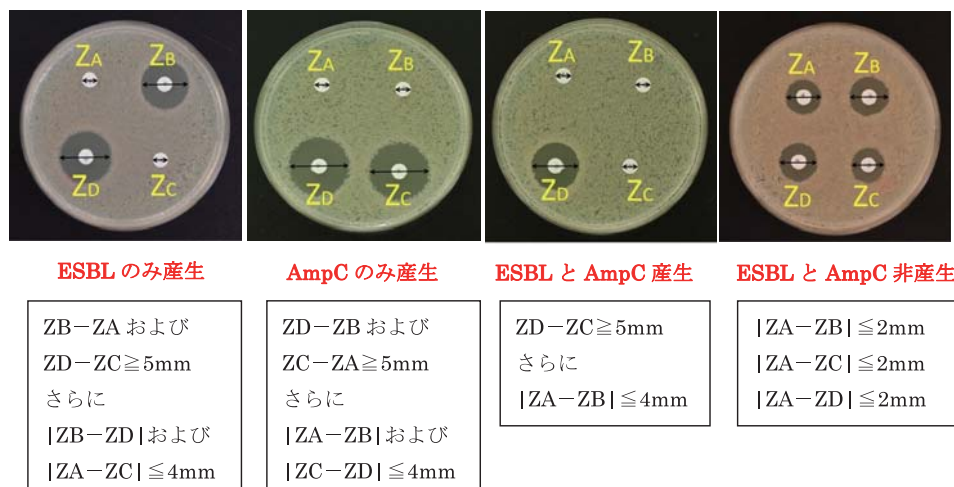 ZA ZB
ZD ZC
ZA ZB
ZD ZC
ZA ZB
ZD ZC
ZA ZB
ZD ZC
ESBL のみ産生
AmpC のみ産生
ESBL と AmpC 産生
ESBL と AmpC 非産生
ZB－ZA および
ZD－ZC≧5mm
さらに
|ZB－ZD| および
|ZA－ZC| ≦4mm
ZD－ZB および
ZC－ZA≧5mm
さらに
|ZA－ZB| および
|ZC－ZD| ≦4mm
ZD－ZC≧5mm
さらに
|ZA－ZB| ≦4mm
|ZA－ZB| ≦2mm
|ZA－ZC| ≦2mm
|ZA－ZD| ≦2mm